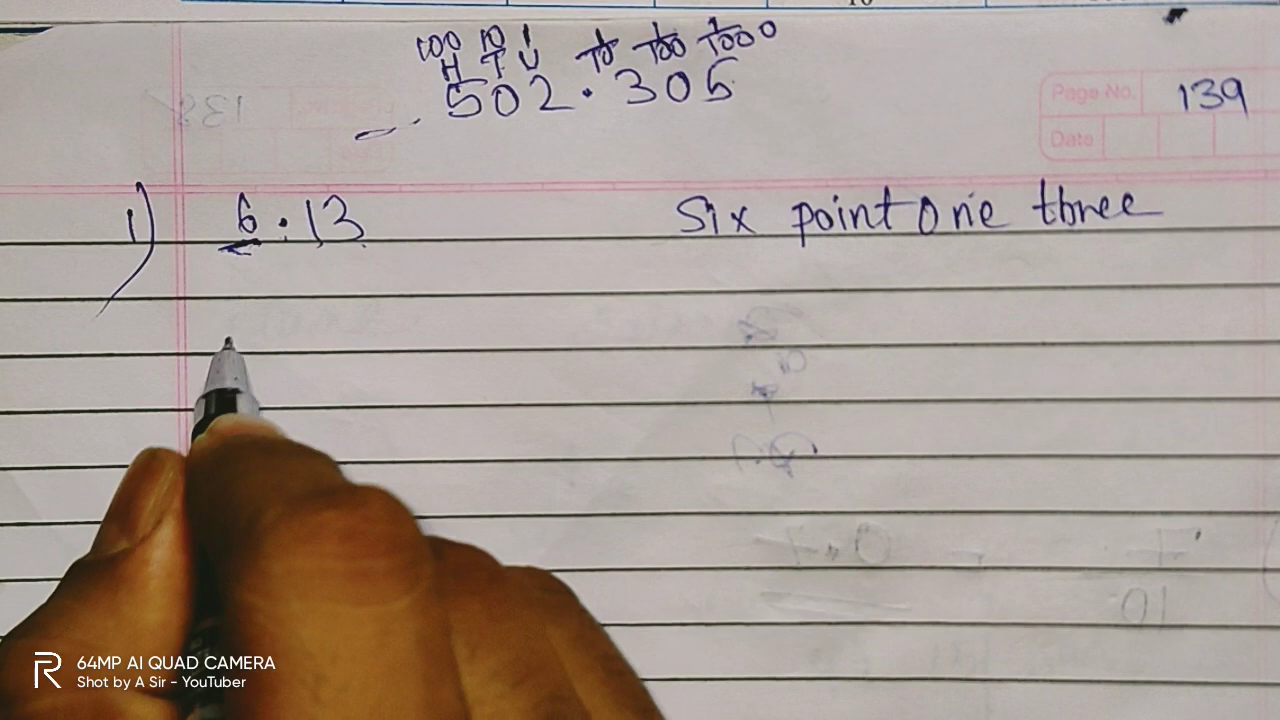 100 10 1 1/10 1/100 1/1000
H T U
502.305
Page No. 139
Date
1) 6.13 Six point One three
64MP AI QUAD CAMERA
Shot by A Sir - YouTuber